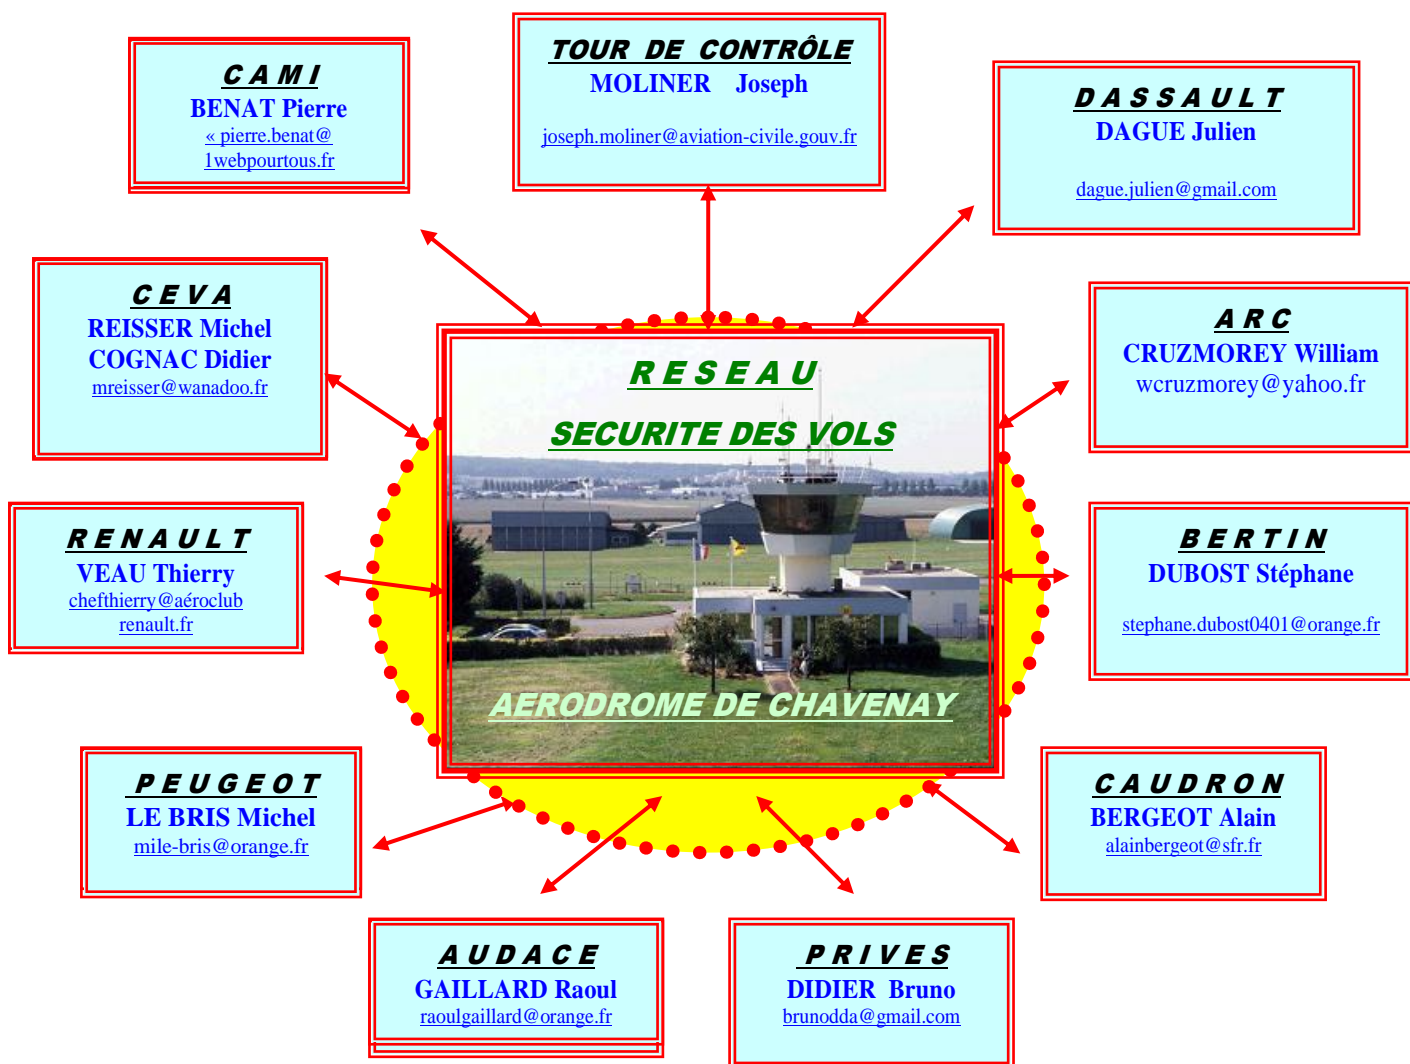 TOUR DE CONTRÔLE
MOLINER Joseph
joseph.moliner@aviation-civile.gouv.fr
CAMI
BENAT Pierre
« pierre.benat@
1webpourtous.fr
DASSAULT
DAGUE Julien
dague.julien@gmail.com
CEVA
REISSER Michel
COGNAC Didier
mreisser@wanadoo.fr
ARC
CRUZMOREY William
wcruzmorey@yahoo.fr
RESEAU
SECURITE DES VOLS
AERODROME DE CHAVENAY
RENAULT
VEAU Thierry
chefthierry@aéroclub
renault.fr
BERTIN
DUBOST Stéphane
stephane.dubost0401@orange.fr
PEUGEOT
LE BRIS Michel
mile-bris@orange.fr
CAUDRON
BERGEOT Alain
alainbergeot@sfr.fr
AUDACE
GAILLARD Raoul
raoulgaillard@orange.fr
PRIVES
DIDIER Bruno
brunodda@gmail.com